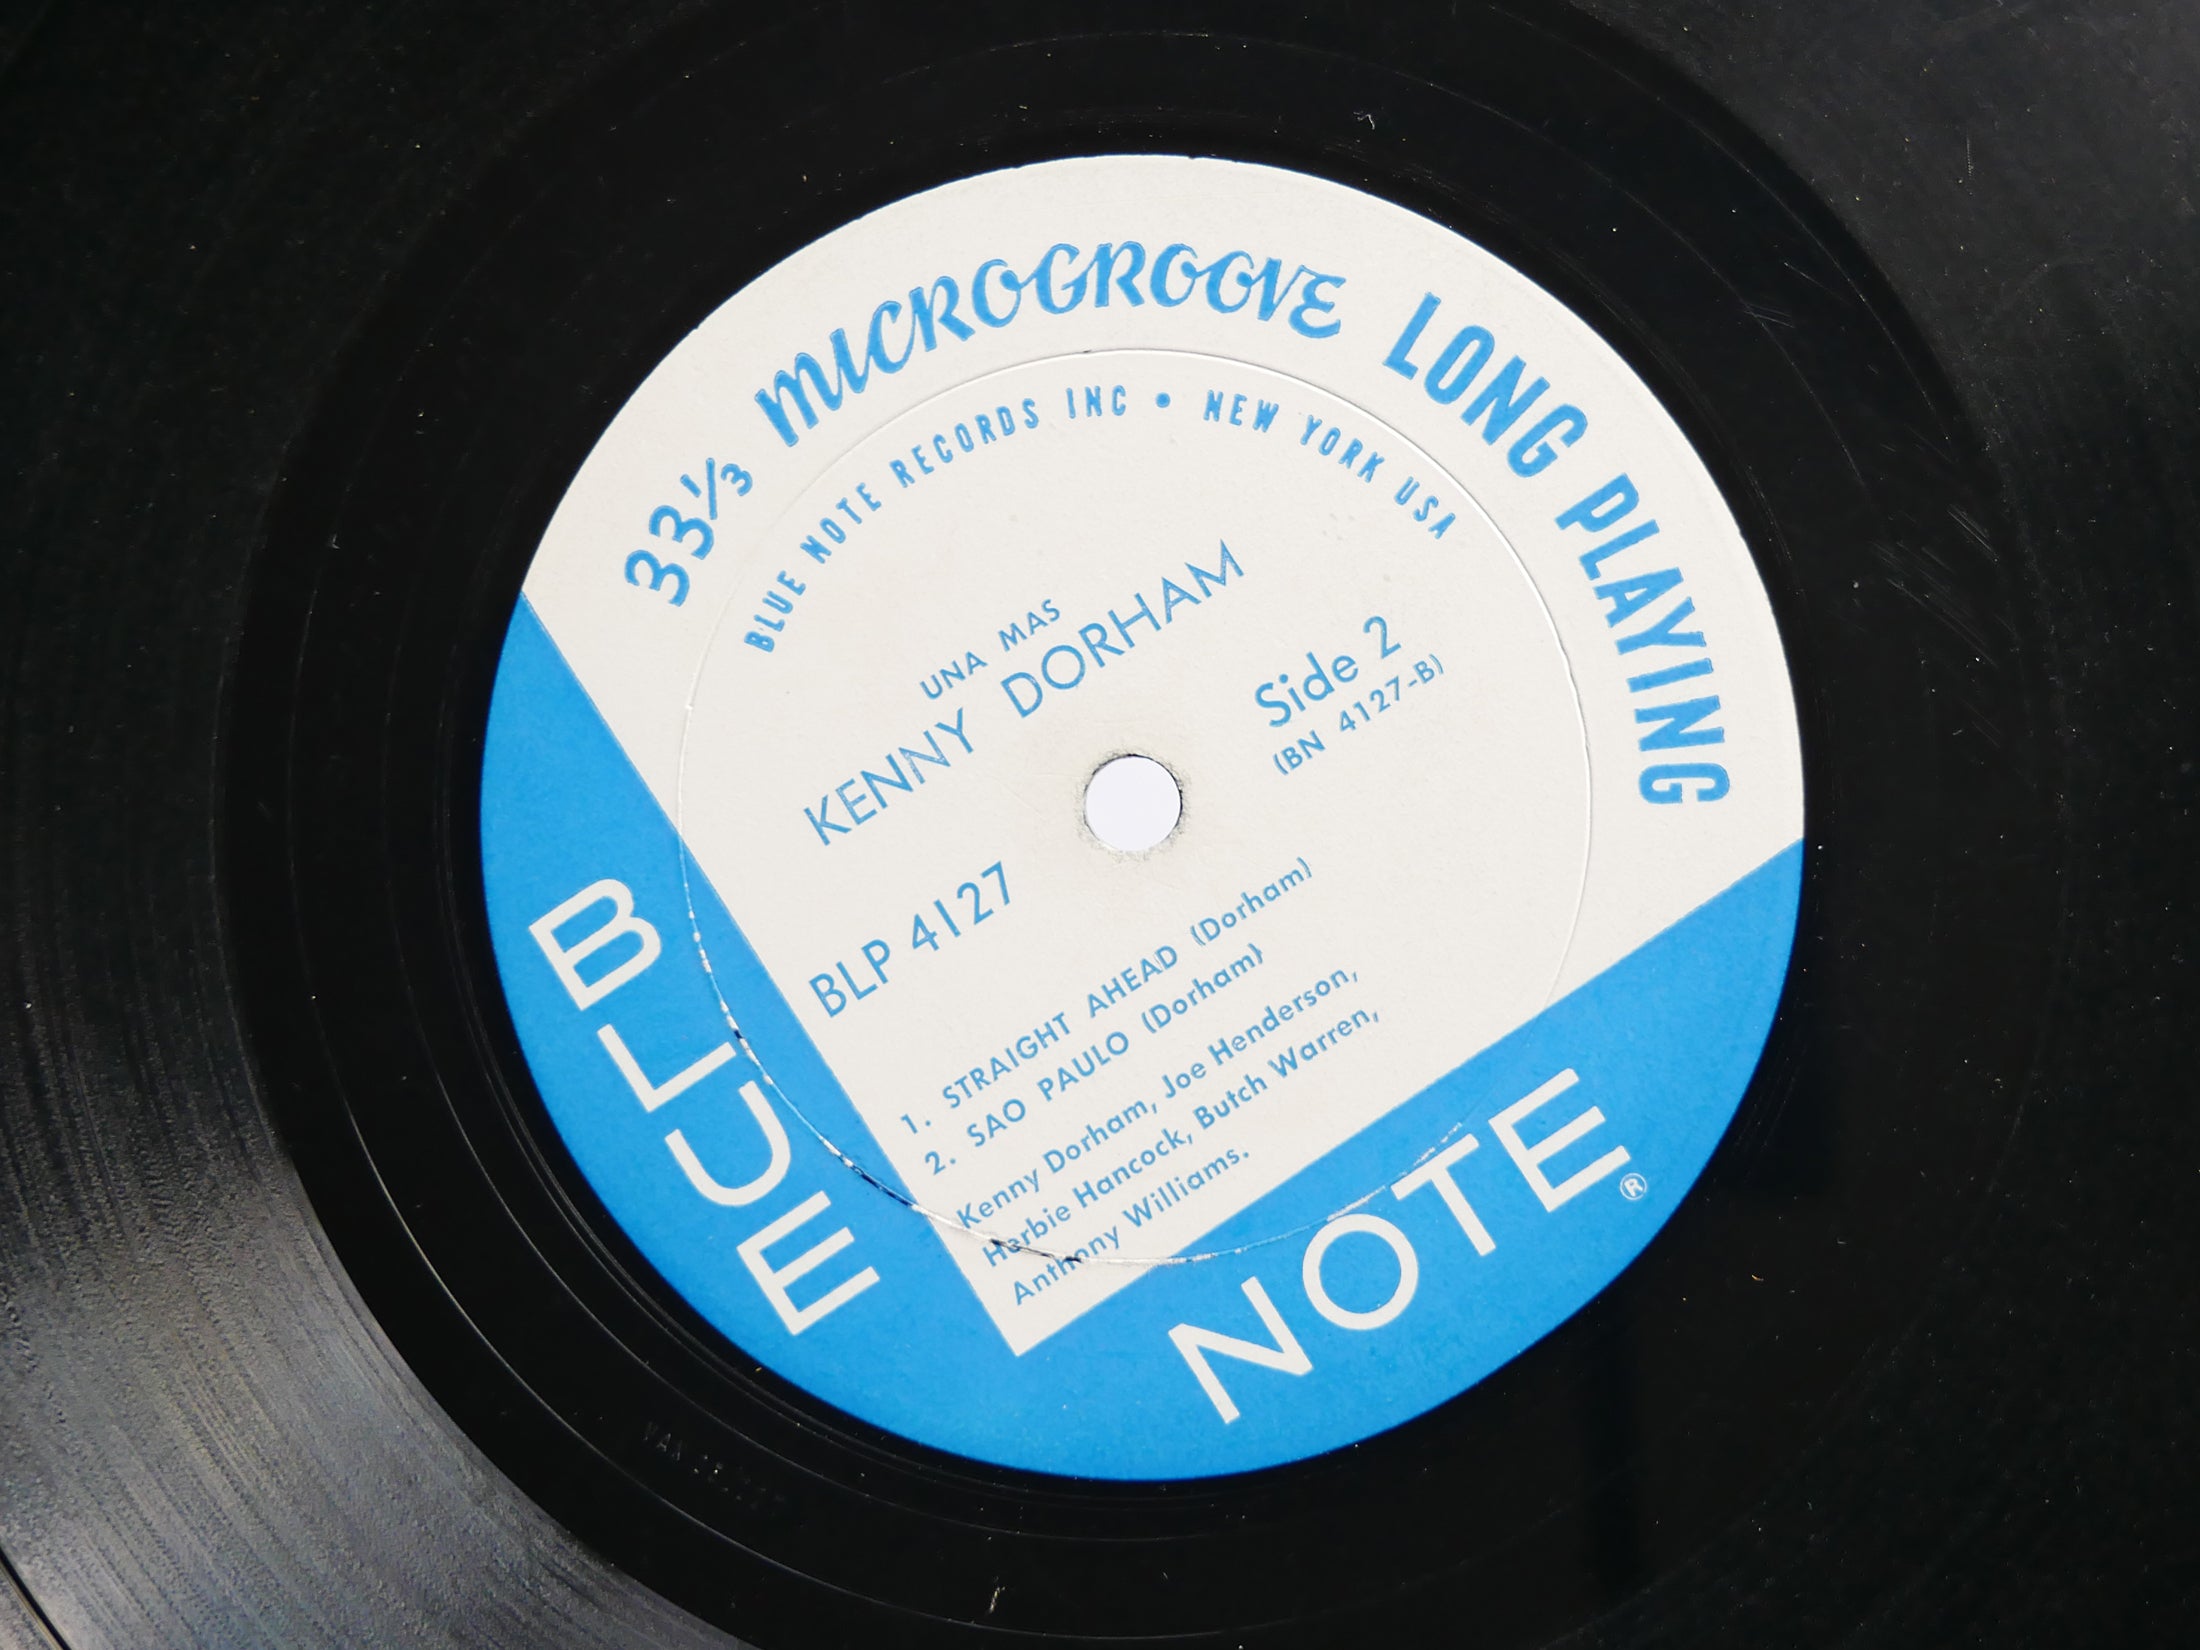 33⅓ MICROGROOVE LONG PLAYING
BLUE NOTE RECORDS INC • NEW YORK USA
UNA MAS
KENNY DORHAM
Side 2
(BN 4127-B)
BLP 4127
1. STRAIGHT AHEAD (Dorham)
2. SAO PAULO (Dorham)
Kenny Dorham, Joe Henderson,
Herbie Hancock, Butch Warren,
Anthony Williams.
BLUE
NOTE®